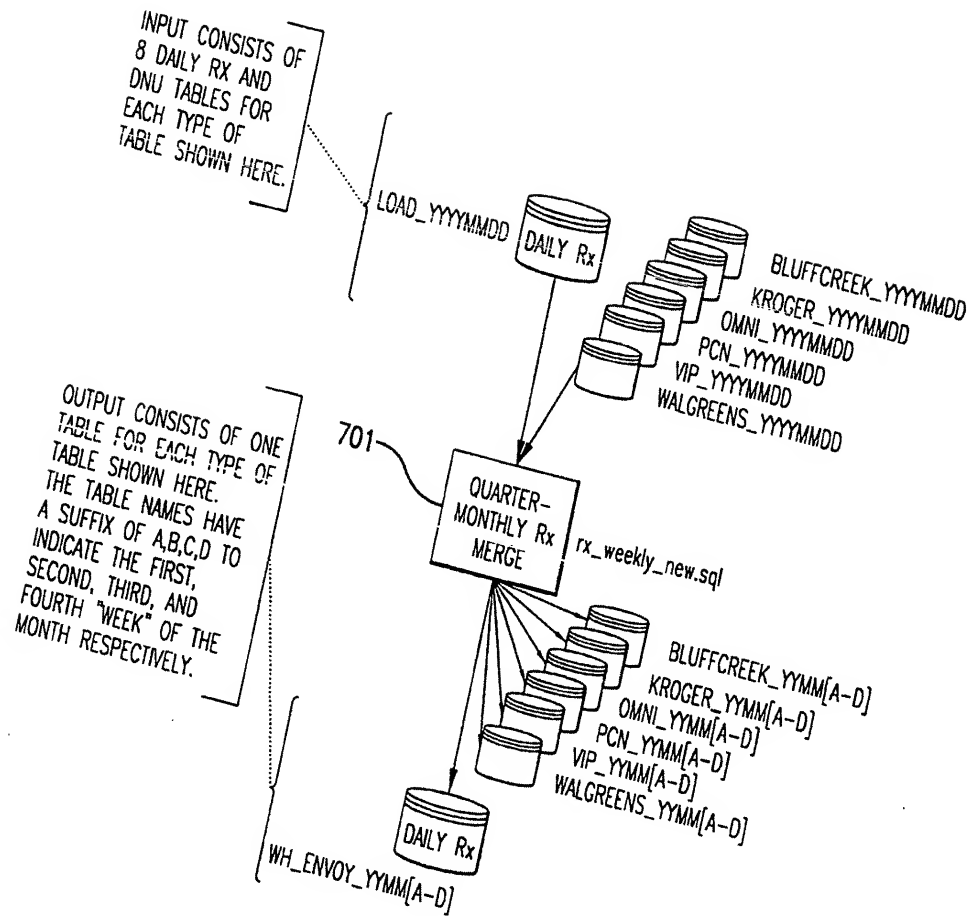 INPUT CONSISTS OF
8 DAILY RX AND
DNU TABLES FOR
EACH TYPE OF
TABLE SHOWN HERE.
LOAD_YYYYMMDD
DAILY Rx
BLUFFCREEK_YYYYMMDD
KROGER_YYYYMMDD
OMNI_YYYYMMDD
PCN_YYYYMMDD
VIP_YYYYMMDD
WALGREENS_YYYYMMDD
OUTPUT CONSISTS OF ONE
TABLE FOR EACH TYPE OF
TABLE SHOWN HERE.
THE TABLE NAMES HAVE
A SUFFIX OF A,B,C,D TO
INDICATE THE FIRST,
SECOND, THIRD, AND
FOURTH "WEEK" OF THE
MONTH RESPECTIVELY.
701
QUARTER-
MONTHLY Rx
MERGE
rx_weekly_new.sql
BLUFFCREEK_YYMM[A-D]
KROGER_YYMM[A-D]
OMNI_YYMM[A-D]
PCN_YYMM[A-D]
VIP_YYMM[A-D]
WALGREENS_YYMM[A-D]
DAILY Rx
WH_ENVOY_YYMM[A-D]